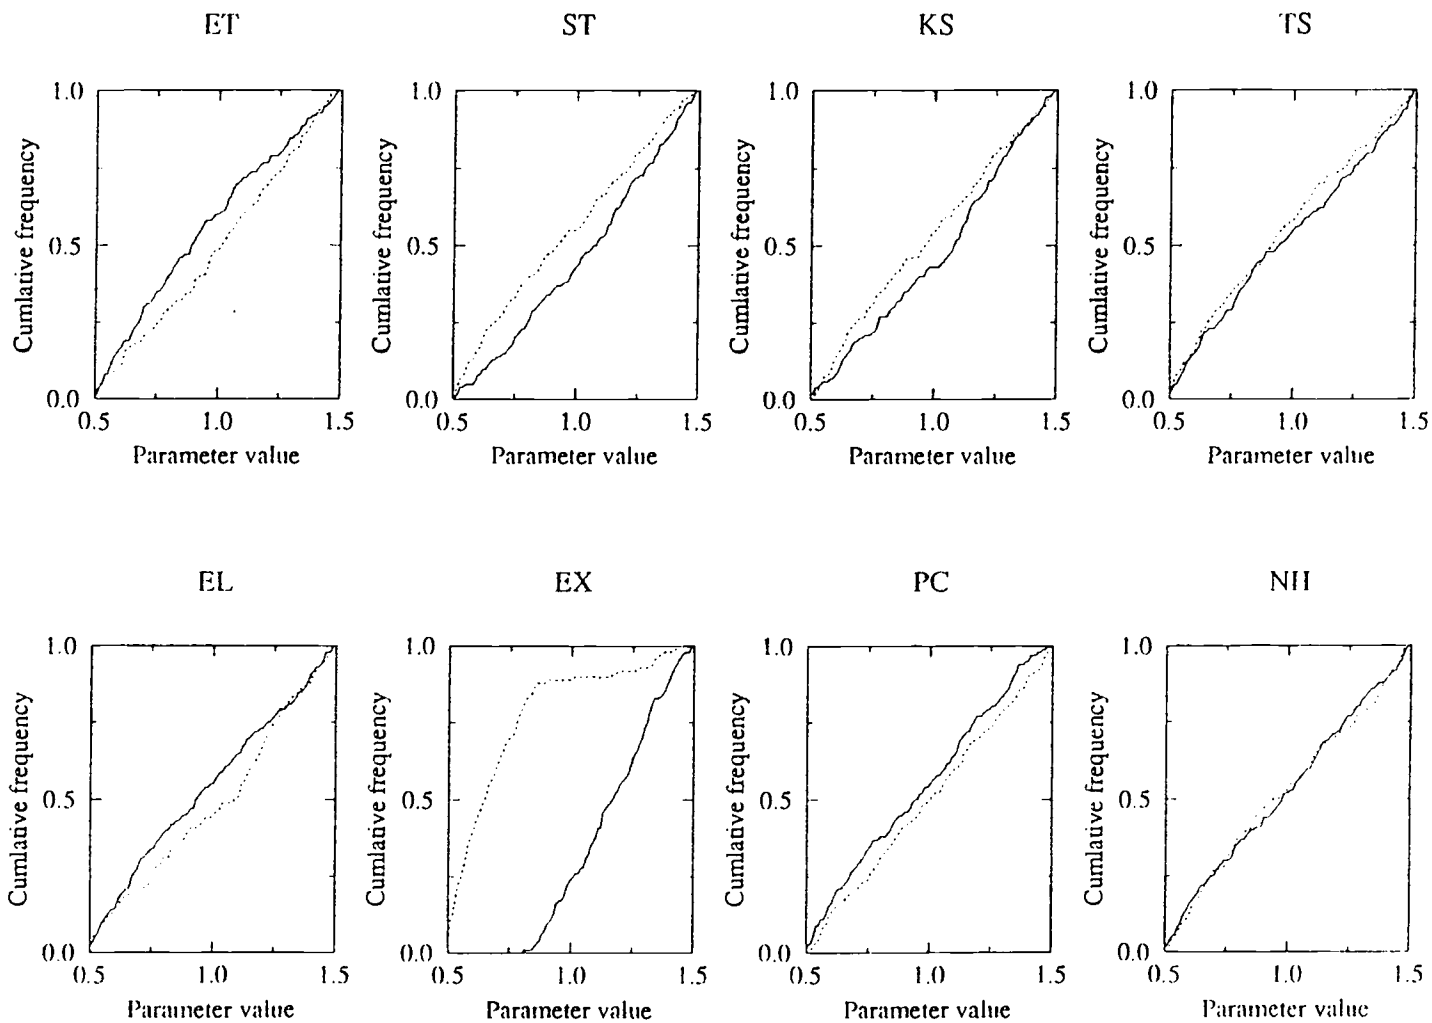 ET ST KS TS
1.0 1.0 1.0 1.0
Cumlative frequency Cumlative frequency Cumlative frequency Cumlative frequency
0.5 0.5 0.5 0.5
0.0 0.0 0.0 0.0
0.5 1.0 1.5 0.5 1.0 1.5 0.5 1.0 1.5 0.5 1.0 1.5
Parameter value Parameter value Parameter value Parameter value
EL EX PC NH
1.0 1.0 1.0 1.0
Cumlative frequency Cumlative frequency Cumlative frequency Cumlative frequency
0.5 0.5 0.5 0.5
0.0 0.0 0.0 0.0
0.5 1.0 1.5 0.5 1.0 1.5 0.5 1.0 1.5 0.5 1.0 1.5
Parameter value Parameter value Parameter value Parameter value